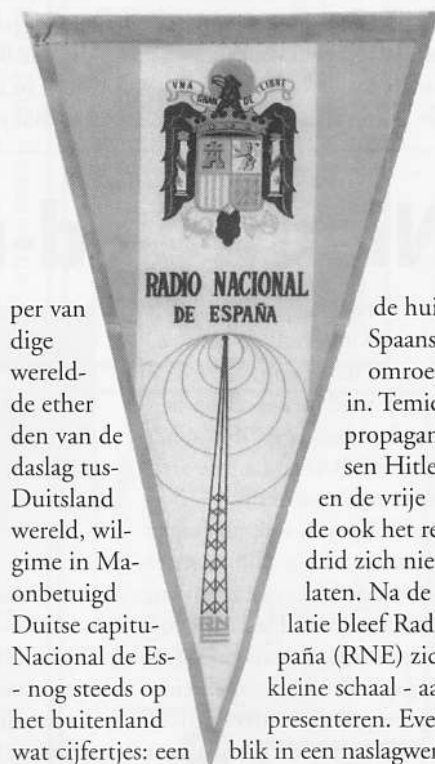 VNA GRANDE LIBRE
RADIO NACIONAL
DE ESPAÑA
RN
per van de hui
dige Spaans
wereld- omroe
de ether in. Temid
den van de propagan
daslag tus- sen Hitle
Duitsland en de vrije
wereld, wil- de ook het re
gime in Ma- drid zich nie
onbetuigd laten. Na de
Duitse capitu- latie bleef Radi
Nacional de Es- paña (RNE) zic
- nog steeds op kleine schaal - aa
het buitenland presenteren. Eve
wat cijfertjes: een blik in een naslagwer